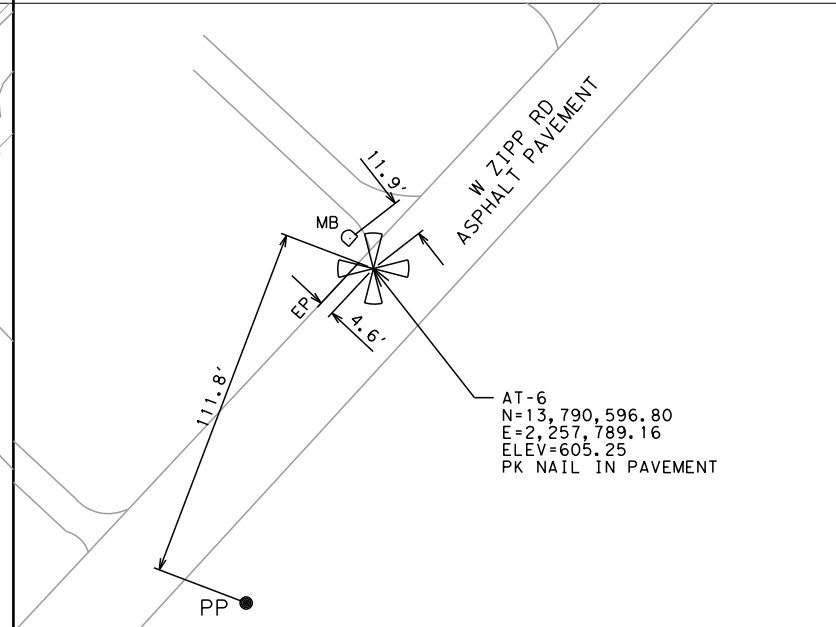 W ZIPP RD
ASPHALT PAVEMENT
11.9'
MB
EP
4.6'
111.8'
AT-6
N=13,790,596.80
E=2,257,789.16
ELEV=605.25
PK NAIL IN PAVEMENT
PP